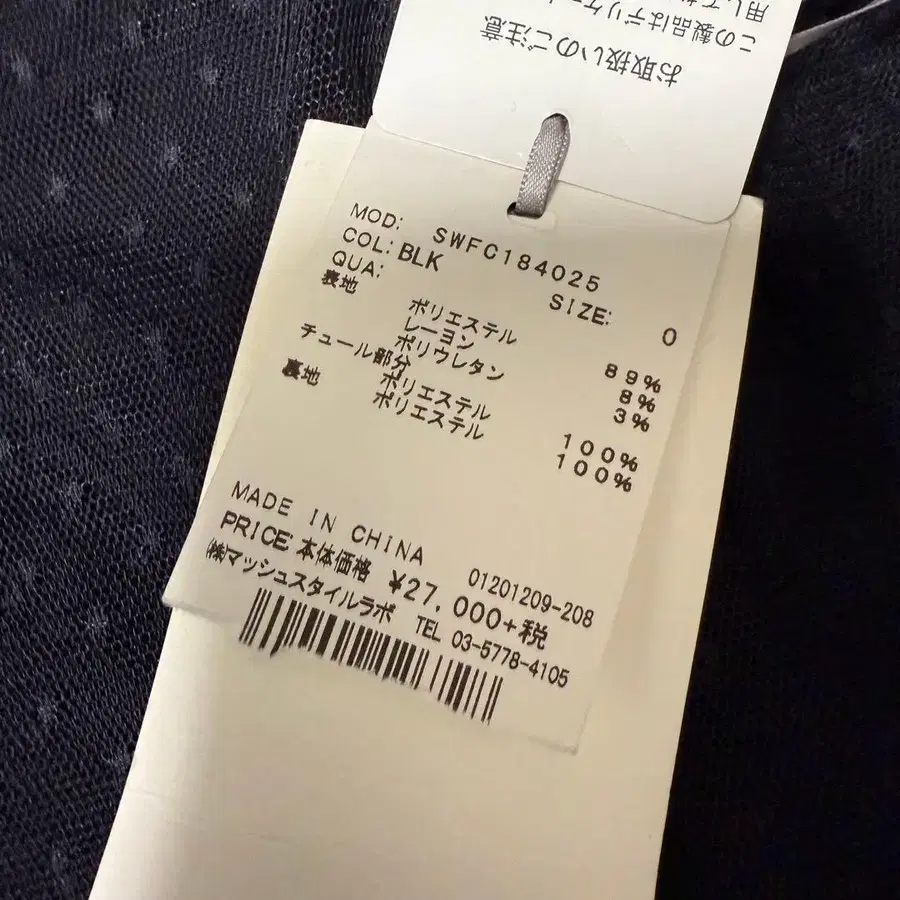 お取扱いのご注意
この製品はデリケ
用して
MOD: SWFC184025
COL: BLK SIZE: 0
QUA:
表地 ポリエステル 89%
レーヨン 8%
ポリウレタン 3%
チュール部分
ポリエステル 100%
裏地 ポリエステル 100%
MADE IN CHINA 01201209-208
PRICE: 本体価格 ¥27,000+税
(株)マッシュスタイルラボ TEL 03-5778-4105